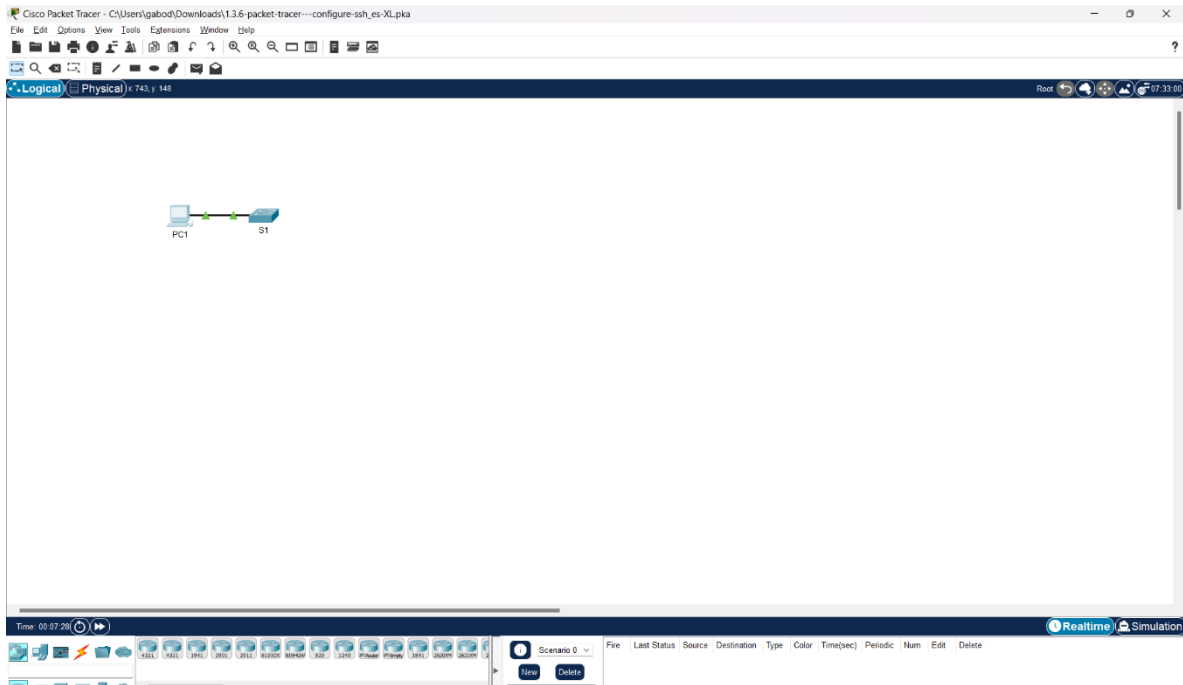 Cisco Packet Tracer - C:\Users\gabod\Downloads\1.3.6-packet-tracer---configure-ssh_es-XL.pka
File Edit Options View Tools Extensions Window Help
?
Logical Physical x: 743, y: 148 Root 07:33:00
PC1 S1
Time: 00:07:28 Realtime Simulation
4321 4321 1941 2901 2911 819IOX 819HGW 829 1240 PT-Router PT-Empty 1841 2620XM 2621XM
Scenario 0 Fire Last Status Source Destination Type Color Time(sec) Periodic Num Edit Delete
New Delete